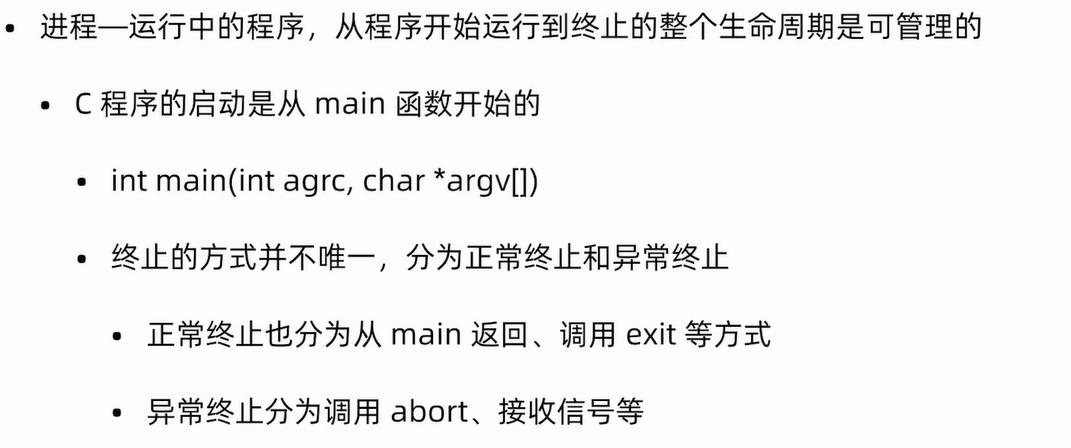 • 进程—运行中的程序，从程序开始运行到终止的整个生命周期是可管理的
• C 程序的启动是从 main 函数开始的
• int main(int agrc, char *argv[])
• 终止的方式并不唯一，分为正常终止和异常终止
• 正常终止也分为从 main 返回、调用 exit 等方式
• 异常终止分为调用 abort、接收信号等